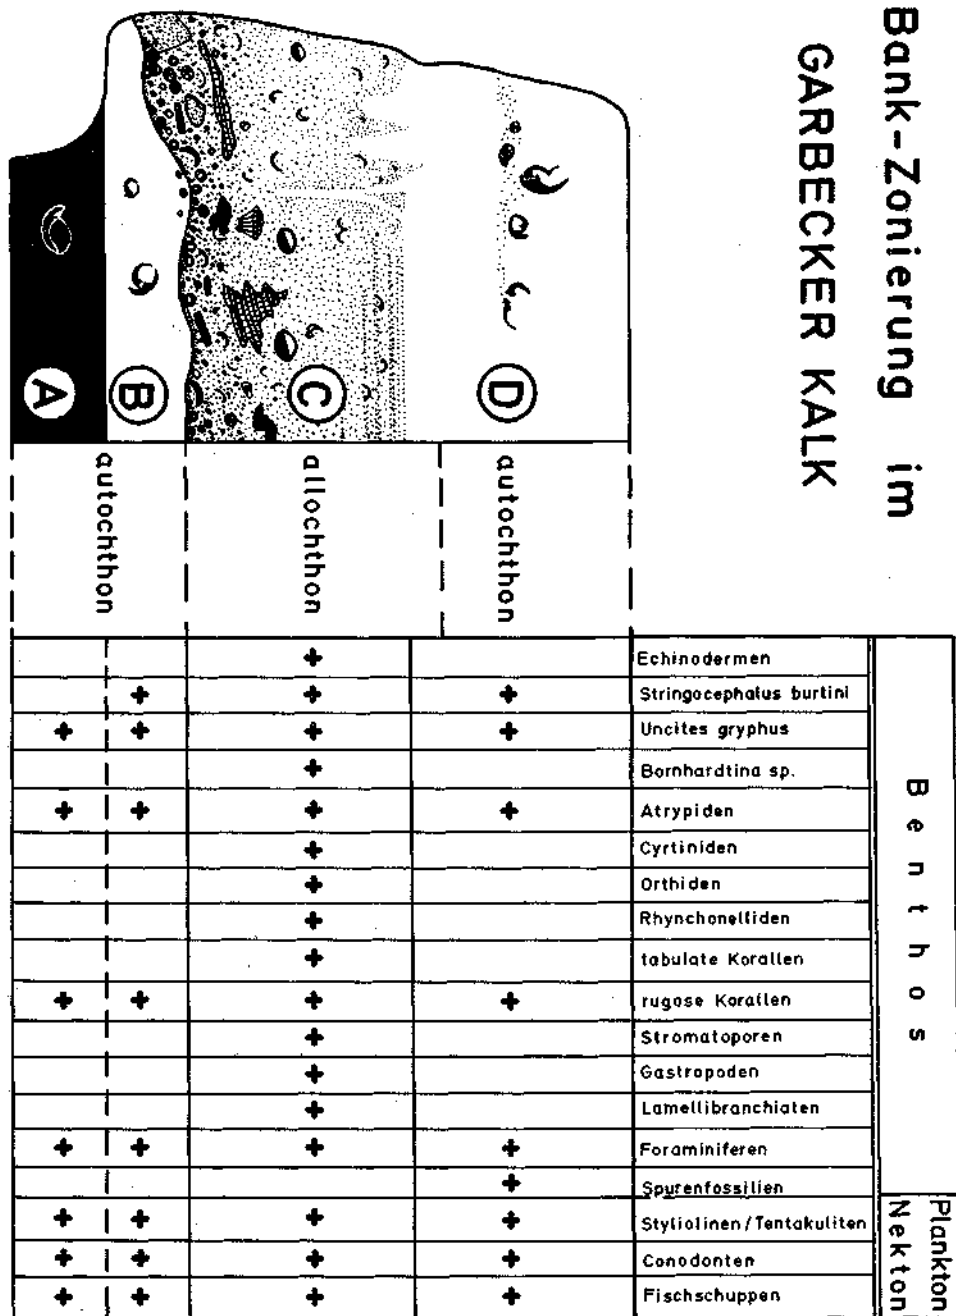 Bank-Zonierung im
GARBECKER KALK
A
B
C
D
autochthon
allochthon
autochthon
Benthos
Plankton
Nekton
Echinodermen
+
Stringocephalus burtini
+ + +
Uncites gryphus
+ + + +
Bornhardtina sp.
+
Atrypiden
+ + + +
Cyrtiniden
+
Orthiden
+
Rhynchonelliden
+
tabulate Korallen
+
rugose Korallen
+ + + +
Stromatoporen
+
Gastropoden
+
Lamellibranchiaten
+
Foraminiferen
+ + + +
Spurenfossilien
+
Styliolinen/Tentakuliten
+ + + +
Conodonten
+ + + +
Fischschuppen
+ + + +